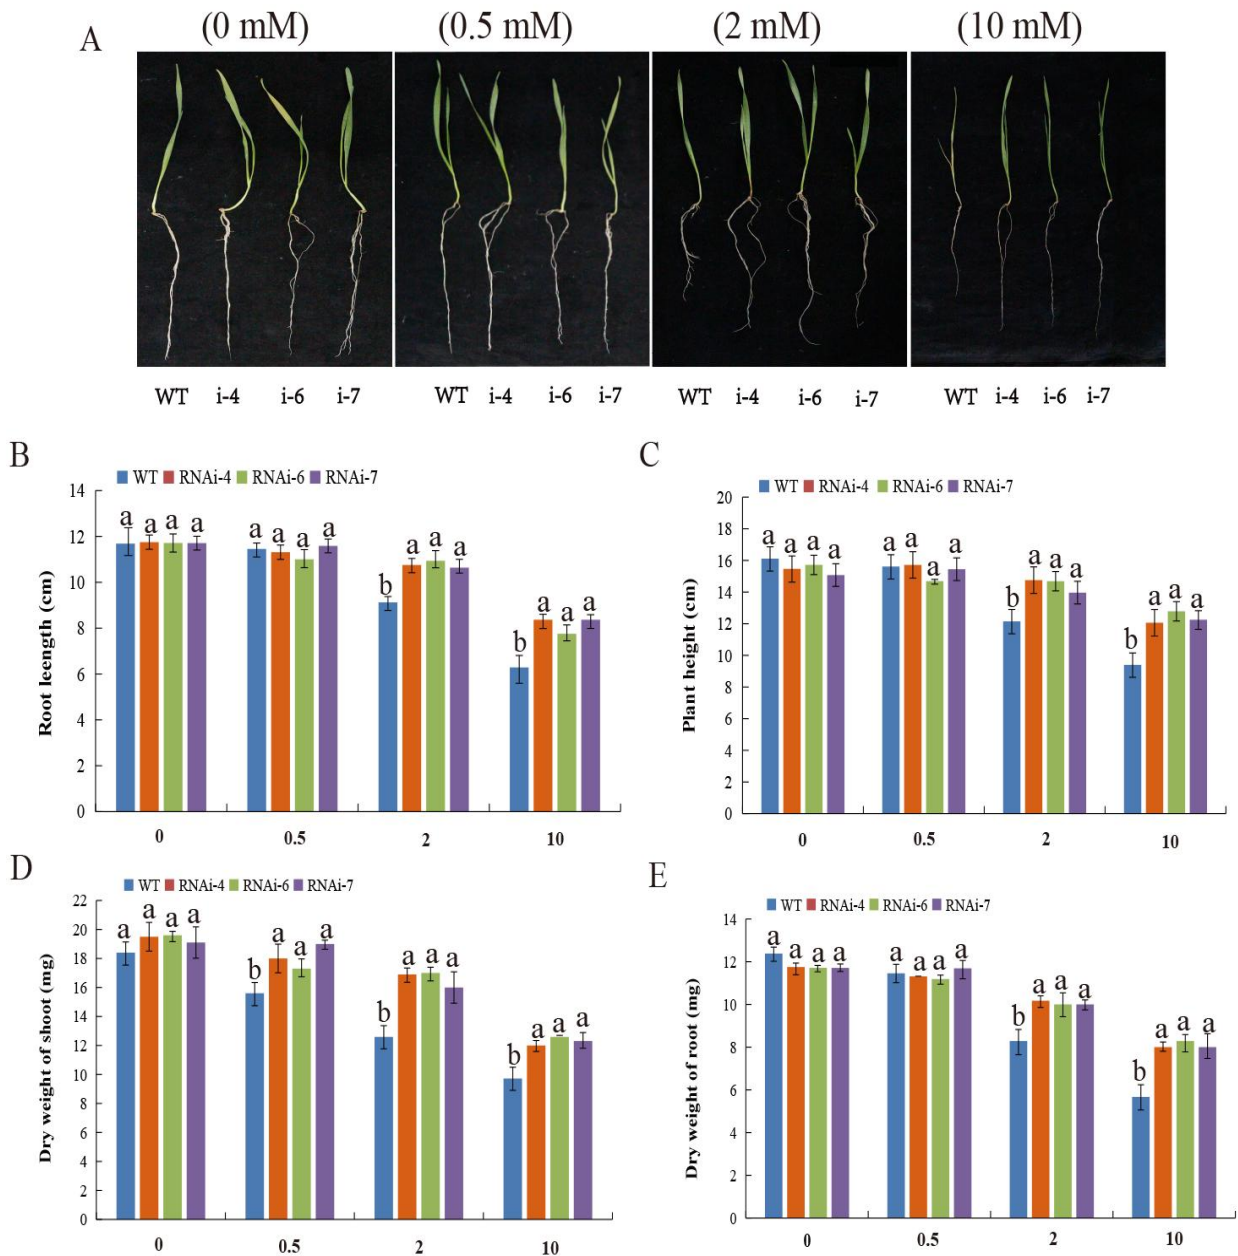 A
(0 mM) (0.5 mM) (2 mM) (10 mM)
WT i-4 i-6 i-7 WT i-4 i-6 i-7 WT i-4 i-6 i-7 WT i-4 i-6 i-7
B
WT RNAi-4 RNAi-6 RNAi-7
Root leength (cm)
14
12
10
8
6
4
2
0
a a a a a a a a b a a a b a a a
0 0.5 2 10
C
WT RNAi-4 RNAi-6 RNAi-7
Plant height (cm)
20
18
16
14
12
10
8
6
4
2
0
a a a a a a a a b a a a b a a a
0 0.5 2 10
D
WT RNAi-4 RNAi-6 RNAi-7
Dry weight of shoot (mg)
22
20
18
16
14
12
10
8
6
4
2
0
a a a a b a a a b a a a b a a a
0 0.5 2 10
E
WT RNAi-4 RNAi-6 RNAi-7
Dry weight of root (mg)
14
12
10
8
6
4
2
0
a a a a a a a a b a a a b a a a
0 0.5 2 10